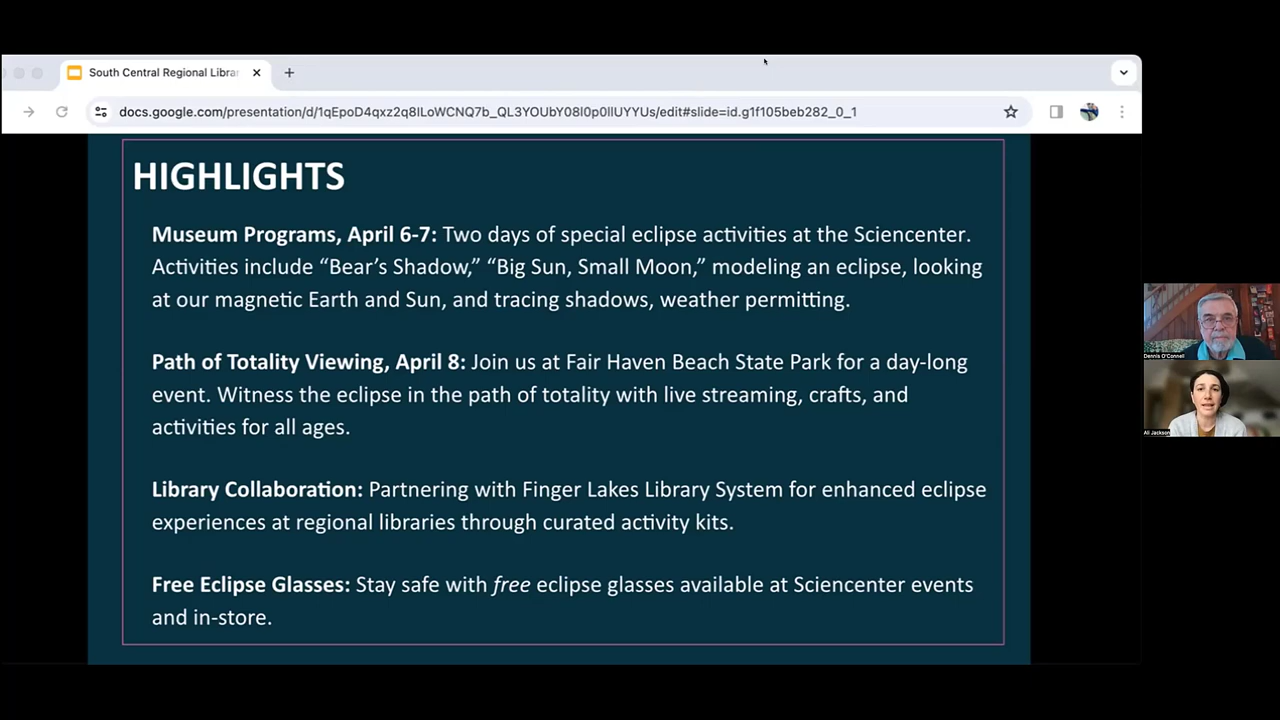 South Central Regional Librar
docs.google.com/presentation/d/1qEpoD4qxz2q8ILoWCNQ7b_QL3YOUbY08l0p0llUYYUs/edit#slide=id.g1f105beb282_0_1
HIGHLIGHTS
Museum Programs, April 6-7: Two days of special eclipse activities at the Sciencenter.
Activities include “Bear’s Shadow,” “Big Sun, Small Moon,” modeling an eclipse, looking
at our magnetic Earth and Sun, and tracing shadows, weather permitting.
Path of Totality Viewing, April 8: Join us at Fair Haven Beach State Park for a day-long
event. Witness the eclipse in the path of totality with live streaming, crafts, and
activities for all ages.
Library Collaboration: Partnering with Finger Lakes Library System for enhanced eclipse
experiences at regional libraries through curated activity kits.
Free Eclipse Glasses: Stay safe with free eclipse glasses available at Sciencenter events
and in-store.
Dennis O'Connell
Ali Jackson